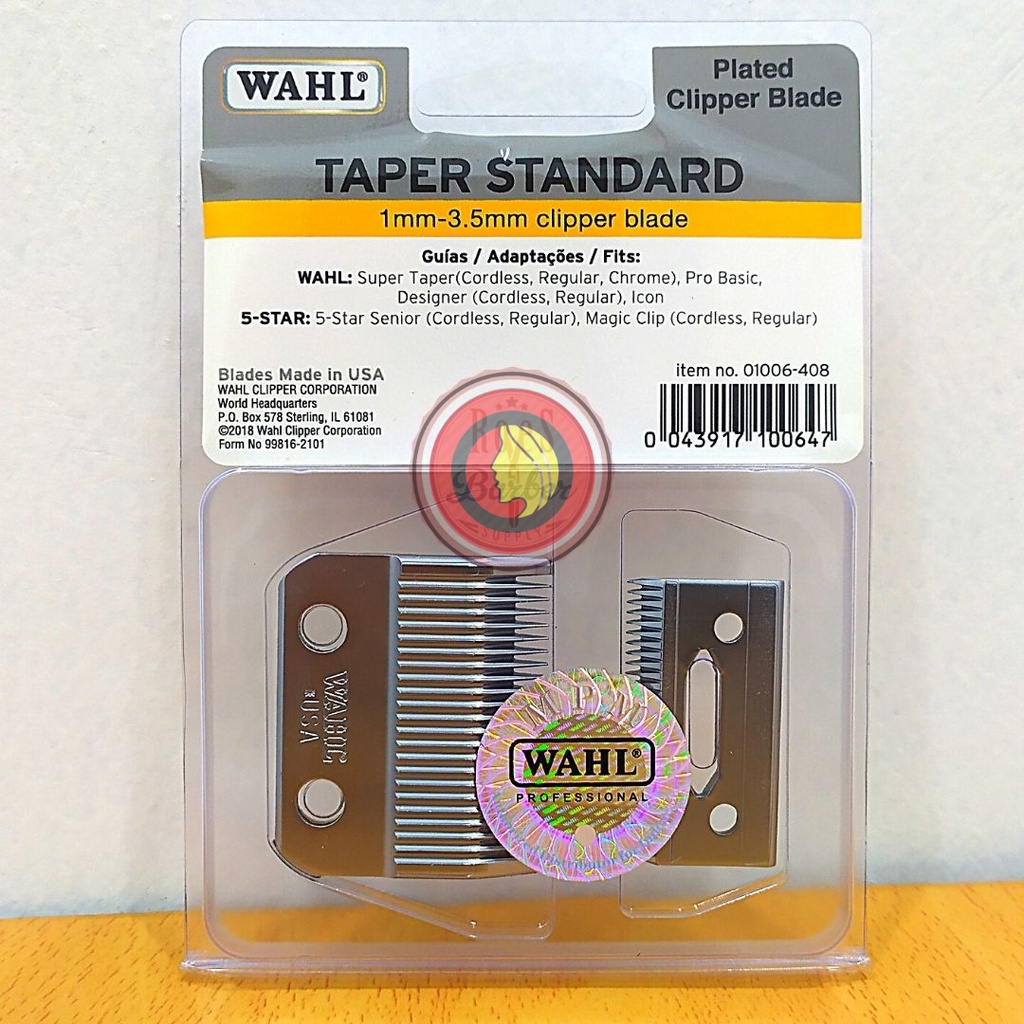 WAHL®
Plated
Clipper Blade
TAPER STANDARD
1mm-3.5mm clipper blade
Guías / Adaptações / Fits:
WAHL: Super Taper(Cordless, Regular, Chrome), Pro Basic,
Designer (Cordless, Regular), Icon
5-STAR: 5-Star Senior (Cordless, Regular), Magic Clip (Cordless, Regular)
Blades Made in USA
WAHL CLIPPER CORPORATION
World Headquarters
P.O. Box 578 Sterling, IL 61081
©2018 Wahl Clipper Corporation
Form No 99816-2101
item no. 01006-408
0 043917 100647
Barber
SUPPLY
USA
WAHL®
PROFESSIONAL